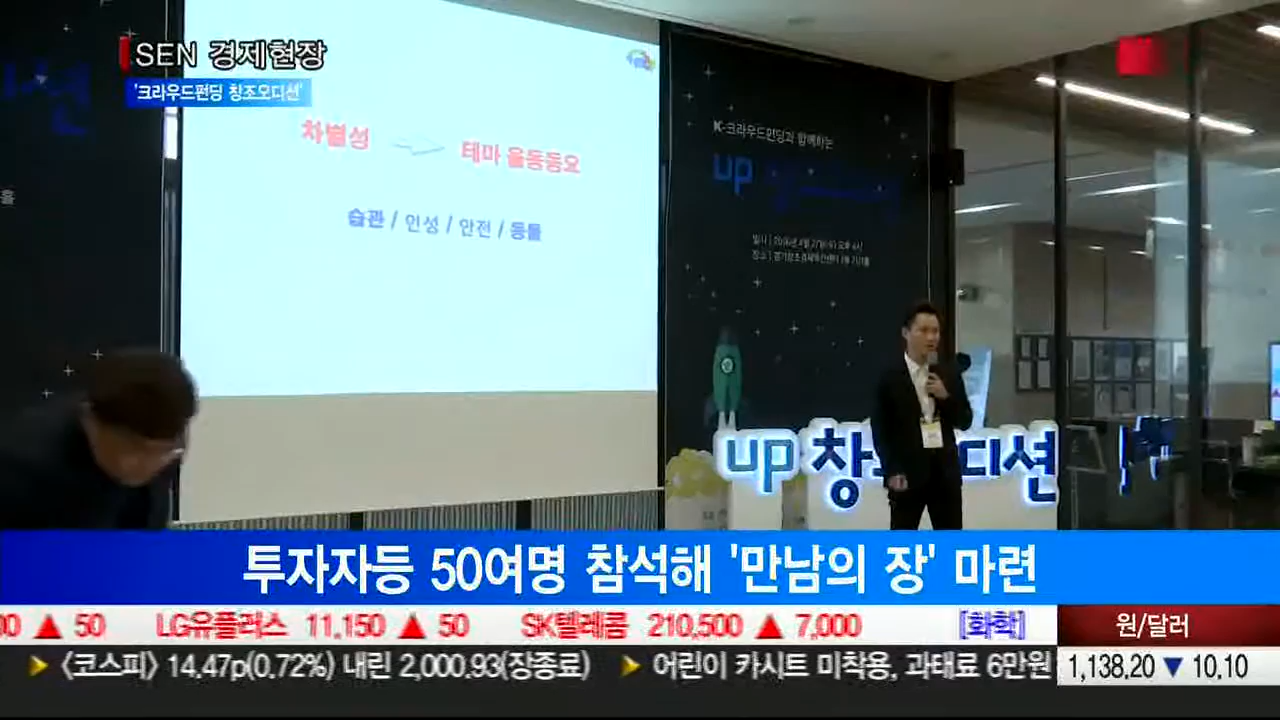 SEN 경제현장
'크라우드펀딩 창조오디션'
차별성
테마 율동동요
습관 / 인성 / 안전 / 동물
K-크라우드펀딩과 함께하는
up
up 창 디션
투자자등 50여명 참석해 '만남의 장' 마련
00 ▲ 50 LG유플러스 11,150 ▲ 50 SK텔레콤 210,500 ▲ 7,000 [화학]
원/달러
〈코스피〉 14.47p(0.72%) 내린 2,000.93(장종료) 어린이 카시트 미착용, 과태료 6만원
1,138.20 ▼ 10.10